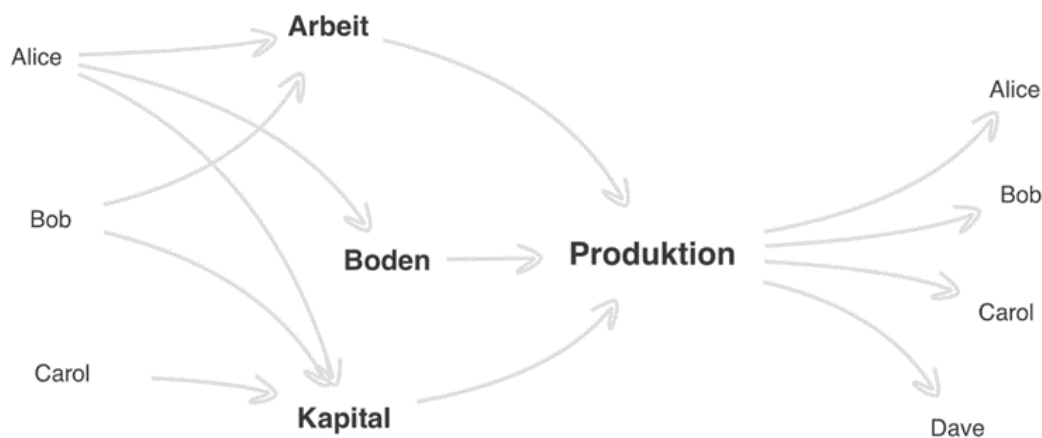 Alice
Bob
Carol
Arbeit
Boden
Kapital
Produktion
Alice
Bob
Carol
Dave